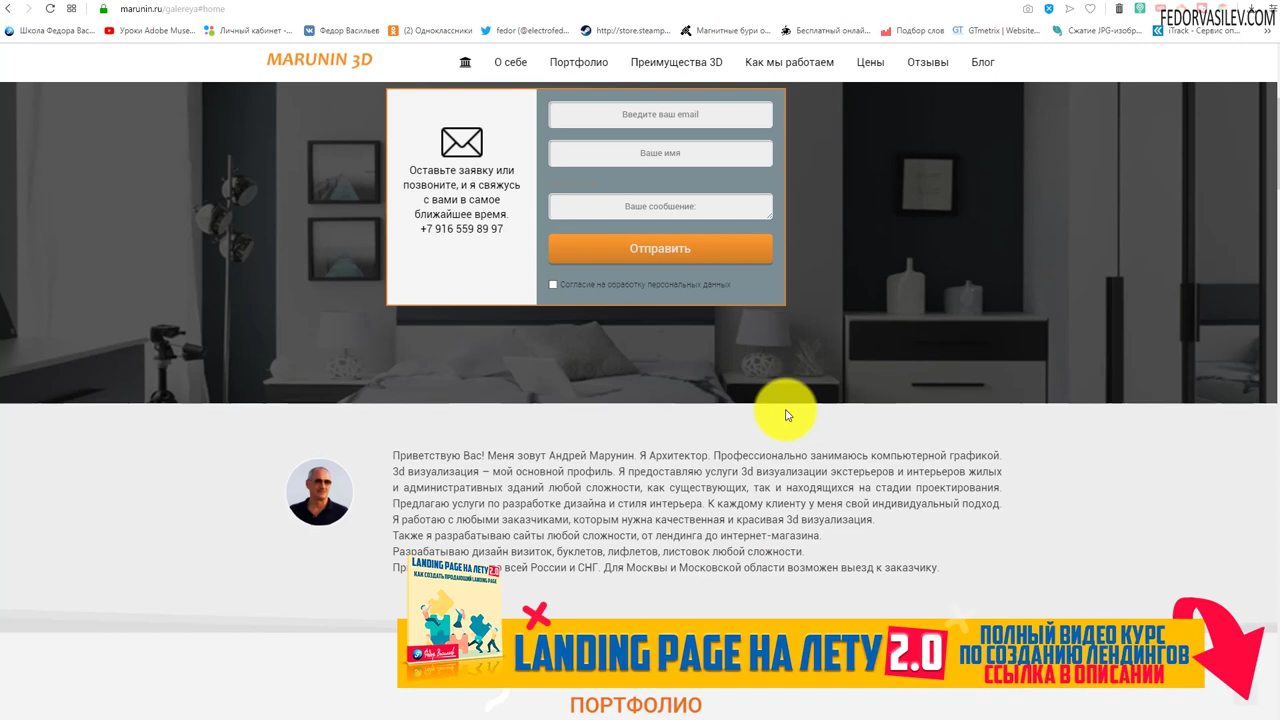 marunin.ru/galereya#home
FEDORVASILEV.COM
Школа Федора Вас...
Уроки Adobe Muse...
Личный кабинет -...
Федор Васильев
(2) Одноклассники
fedor (@electrofed...
http://store.steamp...
Магнитные бури о...
Бесплатный онлай...
Подбор слов
GTmetrix | Website...
Сжатие JPG-изобр...
iTrack - Сервис оп...
MARUNIN 3D
О себе
Портфолио
Преимущества 3D
Как мы работаем
Цены
Отзывы
Блог
Оставьте заявку или
позвоните, и я свяжусь
с вами в самое
ближайшее время.
+7 916 559 89 97
Введите ваш email
Ваше имя
Ваше сообщение:
Отправить
Согласие на обработку персональных данных
Приветствую Вас! Меня зовут Андрей Марунин. Я Архитектор. Профессионально занимаюсь компьютерной графикой.
3d визуализация – мой основной профиль. Я предоставляю услуги 3d визуализации экстерьеров и интерьеров жилых
и административных зданий любой сложности, как существующих, так и находящихся на стадии проектирования.
Предлагаю услуги по разработке дизайна и стиля интерьера. К каждому клиенту у меня свой индивидуальный подход.
Я работаю с любыми заказчиками, которым нужна качественная и красивая 3d визуализация.
Также я разрабатываю сайты любой сложности, от лендинга до интернет-магазина.
Разрабатываю дизайн визиток, буклетов, лифлетов, листовок любой сложности.
всей России и СНГ. Для Москвы и Московской области возможен выезд к заказчику.
LANDING PAGE НА ЛЕТУ 2.0
КАК СОЗДАТЬ ПРОДАЮЩИЙ LANDING PAGE
Федор Васильев
LANDING PAGE НА ЛЕТУ 2.0
ПОЛНЫЙ ВИДЕО КУРС
ПО СОЗДАНИЮ ЛЕНДИНГОВ
ССЫЛКА В ОПИСАНИИ
ПОРТФОЛИО